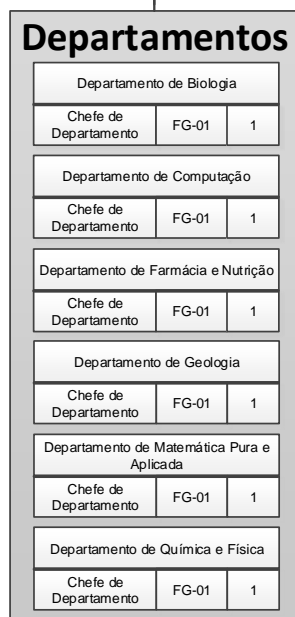 Departamentos
Departamento de Biologia
Chefe de
Departamento
FG-01
1
Departamento de Computação
Chefe de
Departamento
FG-01
1
Departamento de Farmácia e Nutrição
Chefe de
Departamento
FG-01
1
Departamento de Geologia
Chefe de
Departamento
FG-01
1
Departamento de Matemática Pura e
Aplicada
Chefe de
Departamento
FG-01
1
Departamento de Química e Física
Chefe de
Departamento
FG-01
1